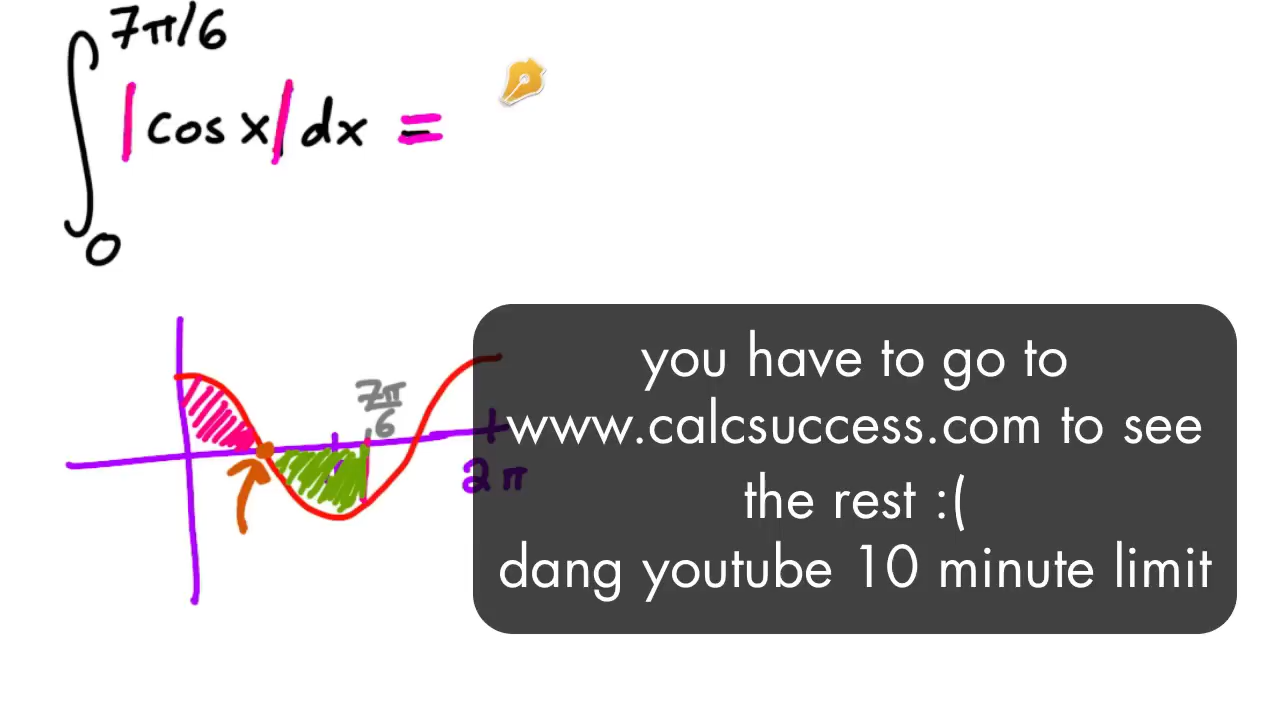 ∫₀^{7π/6} |cos x| dx =
7π/6
2π
you have to go to
www.calcsuccess.com to see
the rest :(
dang youtube 10 minute limit